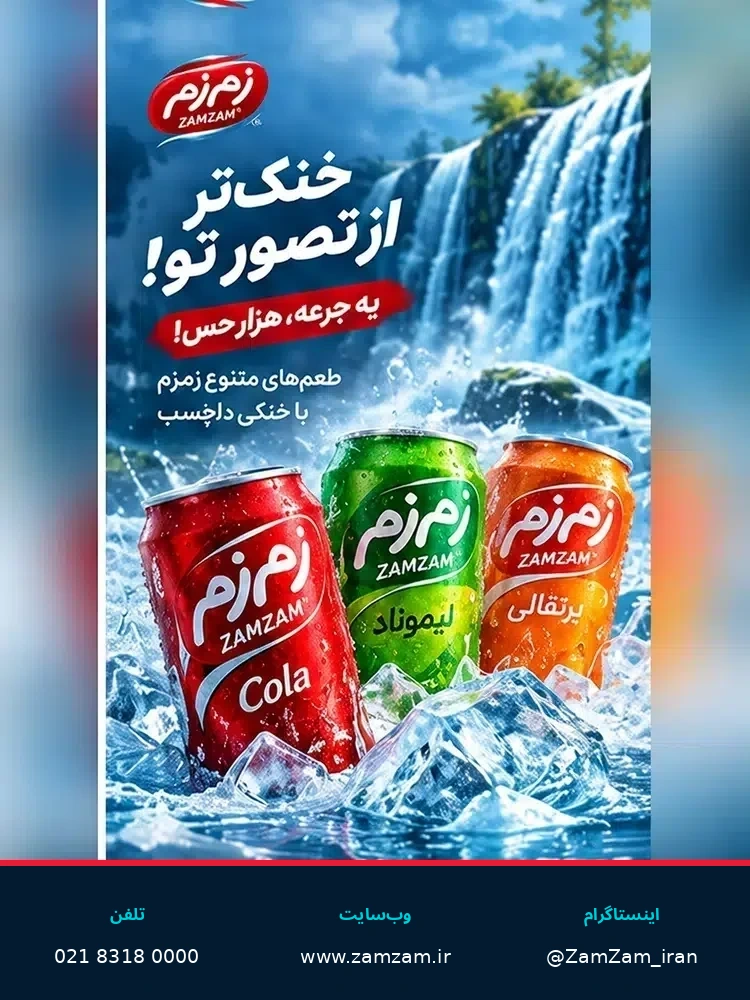 زمزم
ZAMZAM
خنک‌تر
از تصور تو!
یه جرعه، هزار حس!
طعم‌های متنوع زمزم
با خنکی داچسب
زمزم
ZAMZAM
Cola
زمزم
ZAMZAM
لیموناد
زمزم
ZAMZAM
پرتقالی
تلفن
وب‌سایت
اینستاگرام
021 8318 0000
www.zamzam.ir
@ZamZam_iran